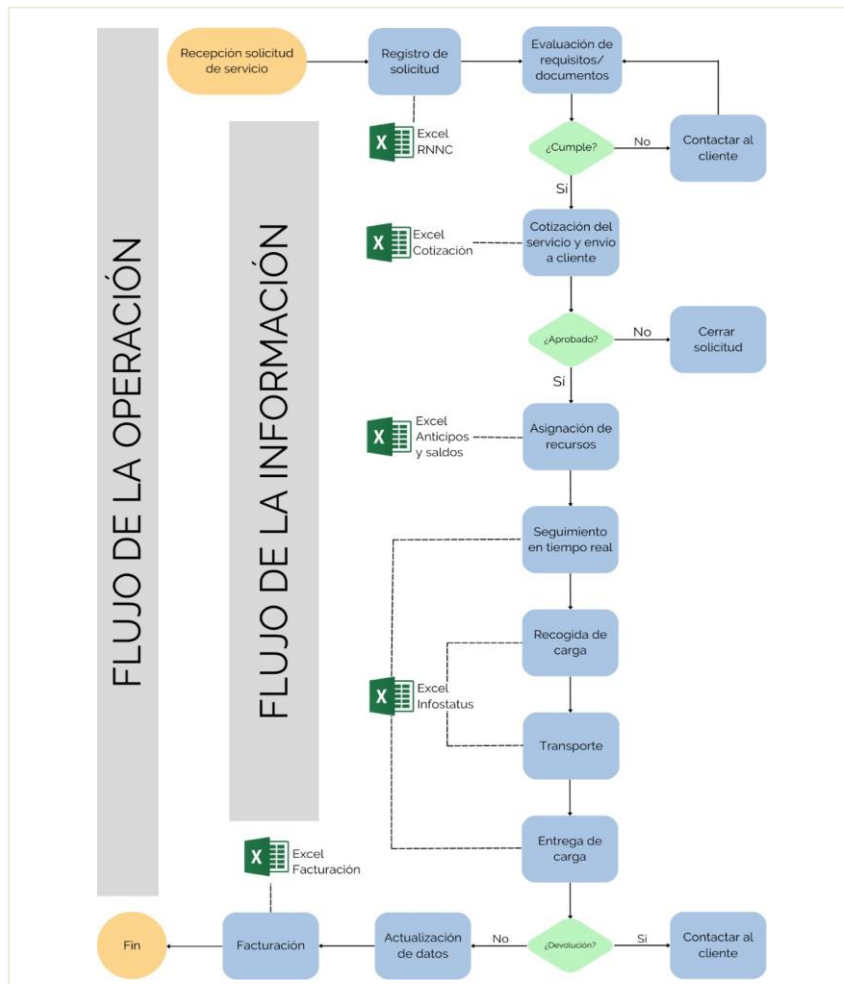 FLUJO DE LA OPERACIÓN
FLUJO DE LA INFORMACIÓN
Recepción solicitud
de servicio
Registro de
solicitud
Evaluación de
requisitos/
documentos
Excel
RNNC
¿Cumple?
No
Contactar al
cliente
Sí
Excel
Cotización
Cotización del
servicio y envío
a cliente
¿Aprobado?
No
Cerrar
solicitud
Sí
Excel
Anticipos
y saldos
Asignación de
recursos
Seguimiento
en tiempo real
Recogida de
carga
Excel
Infostatus
Transporte
Entrega de
carga
Excel
Facturación
Fin
Facturación
Actualización
de datos
No
¿Devolución?
Si
Contactar al
cliente